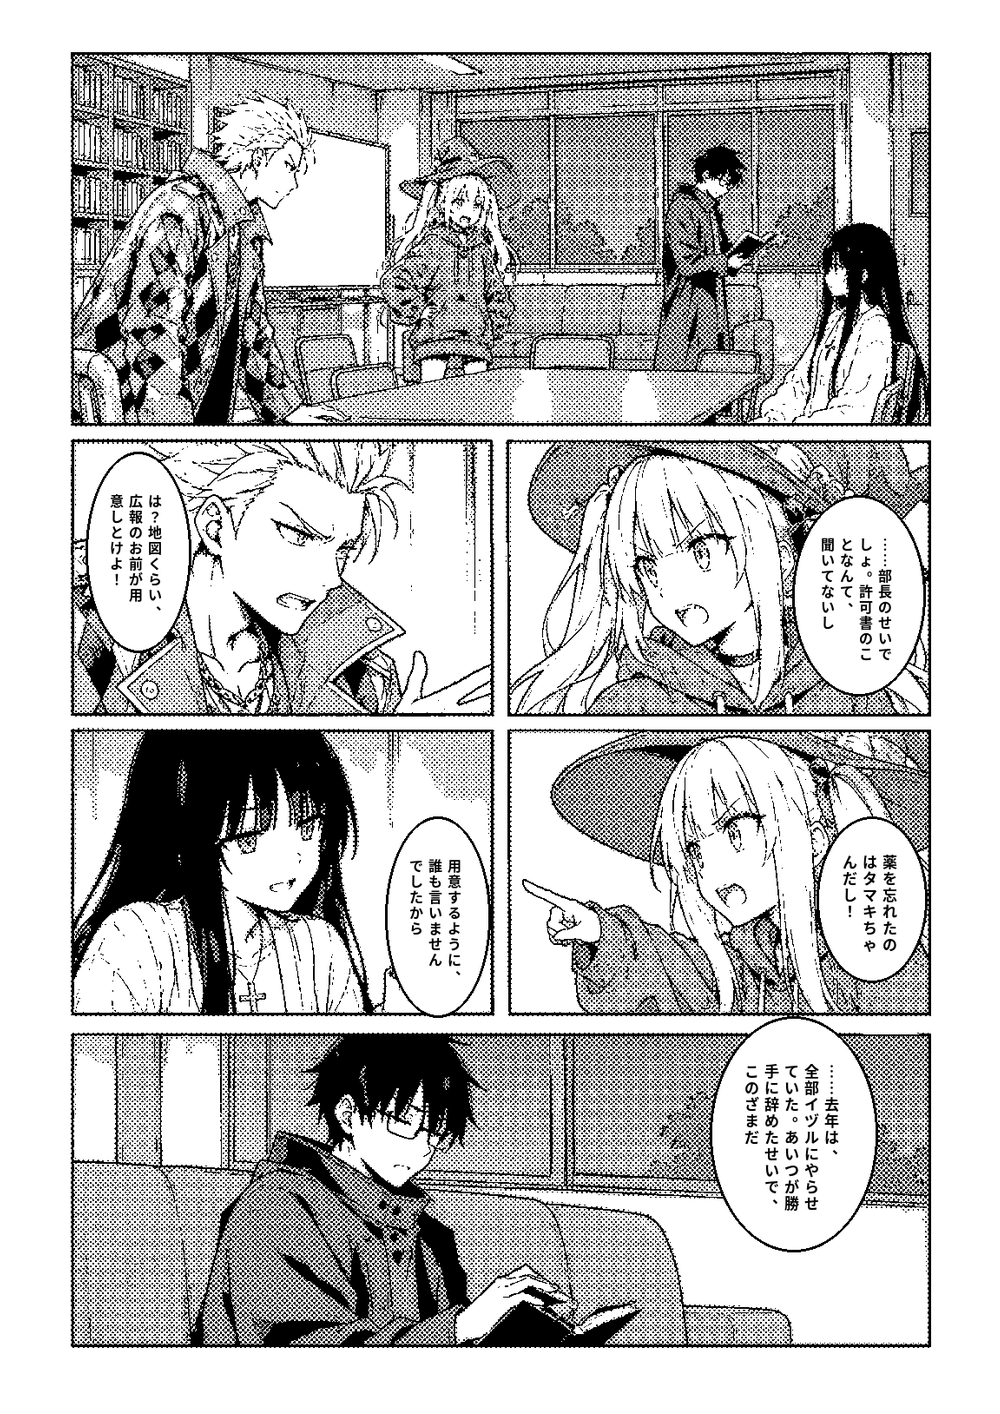 ……部長のせいで
しょ。許可書のこ
となんて、
聞いてないし
は？地図くらい、
広報のお前が用
意しとけよ！
薬を忘れたの
はタマキちゃ
んだし！
用意するように、
誰も言いません
でしたから
……去年は、
全部イヅルにやらせ
ていた。あいつが勝
手に辞めたせいで、
このざまだ